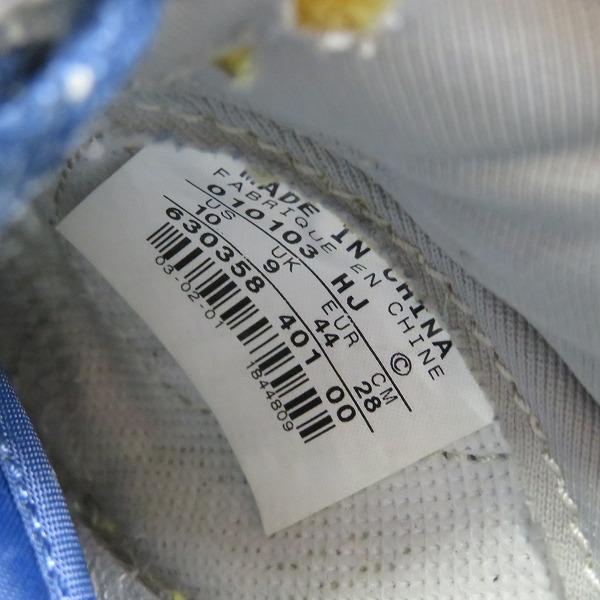 MADE IN CHINA
FABRIQUE EN CHINE
010103 HJ ©
US UK EUR CM
10 9 44 28
630358 401 00
03-02-01 1844809